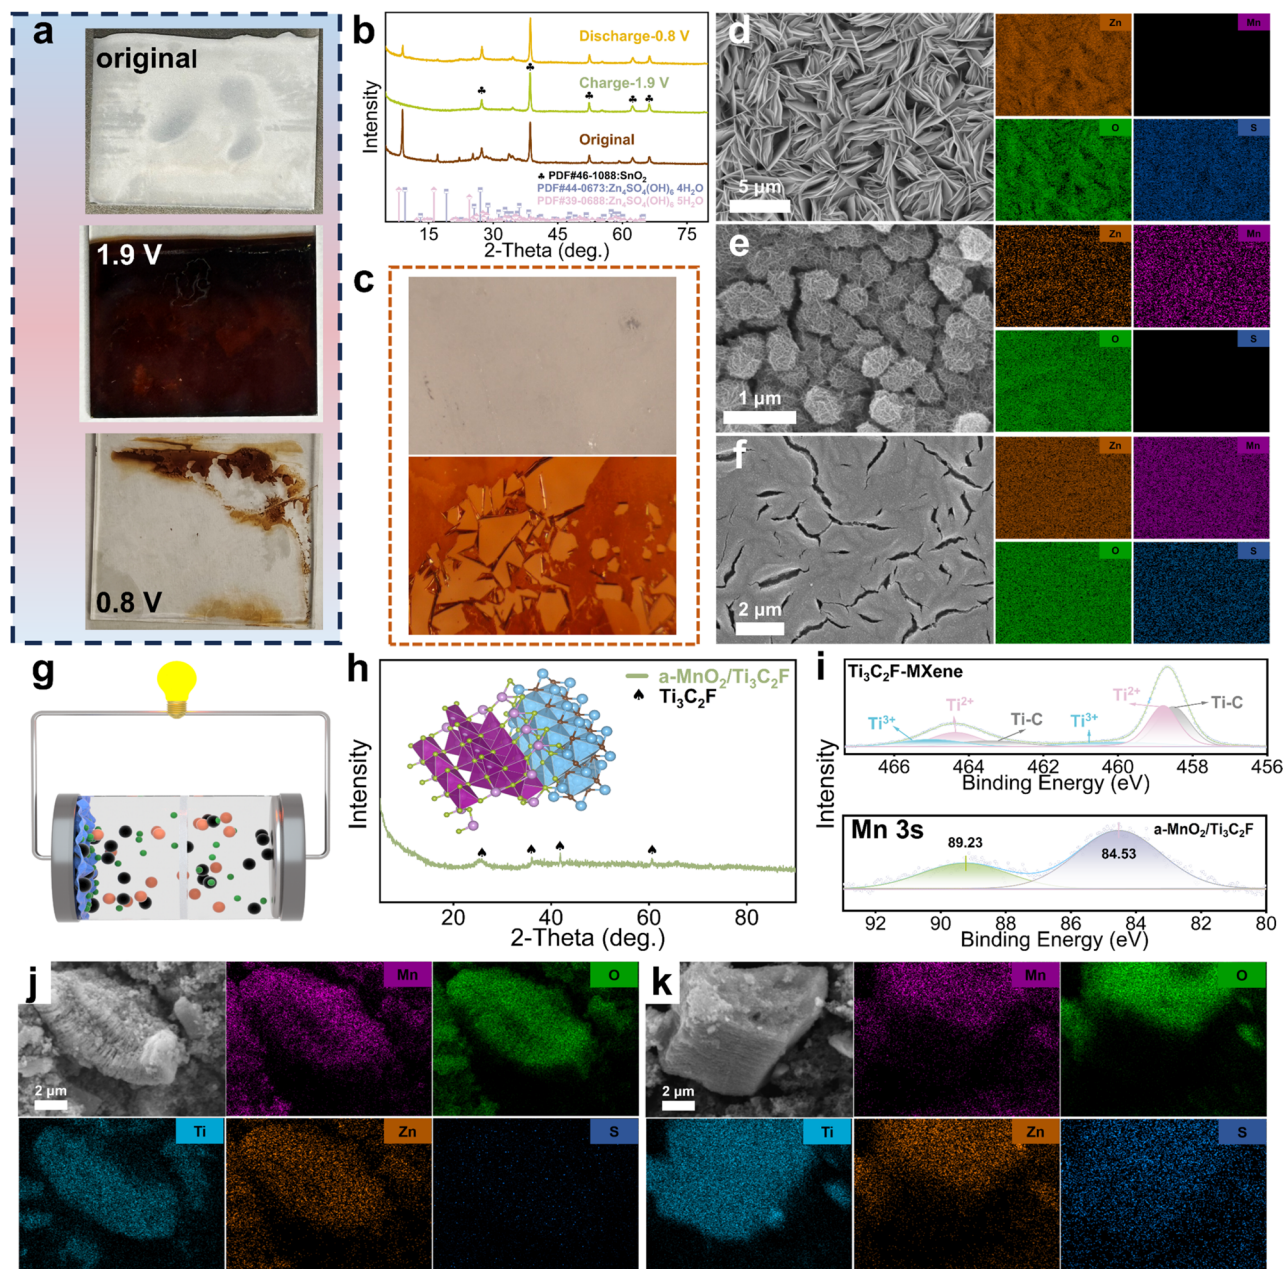 a
original
1.9 V
0.8 V
b
Discharge-0.8 V
Charge-1.9 V
Original
♣ PDF#46-1088:SnO₂
PDF#44-0673:Zn₄SO₄(OH)₆ 4H₂O
PDF#39-0688:Zn₄SO₄(OH)₆ 5H₂O
Intensity
15 30 45 60 75
2-Theta (deg.)
c
d
5 μm
Zn
Mn
O
S
e
1 μm
Zn
Mn
O
S
f
2 μm
Zn
Mn
O
S
g
h
a-MnO₂/Ti₃C₂F
♠ Ti₃C₂F
Intensity
20 40 60 80
2-Theta (deg.)
i
Ti₃C₂F-MXene
Ti³⁺
Ti²⁺
Ti-C
Ti³⁺
Ti²⁺
Ti-C
466 464 462 460 458 456
Binding Energy (eV)
Intensity
Mn 3s
a-MnO₂/Ti₃C₂F
89.23
84.53
92 90 88 86 84 82 80
Binding Energy (eV)
j
2 μm
Mn
O
Ti
Zn
S
k
2 μm
Mn
O
Ti
Zn
S